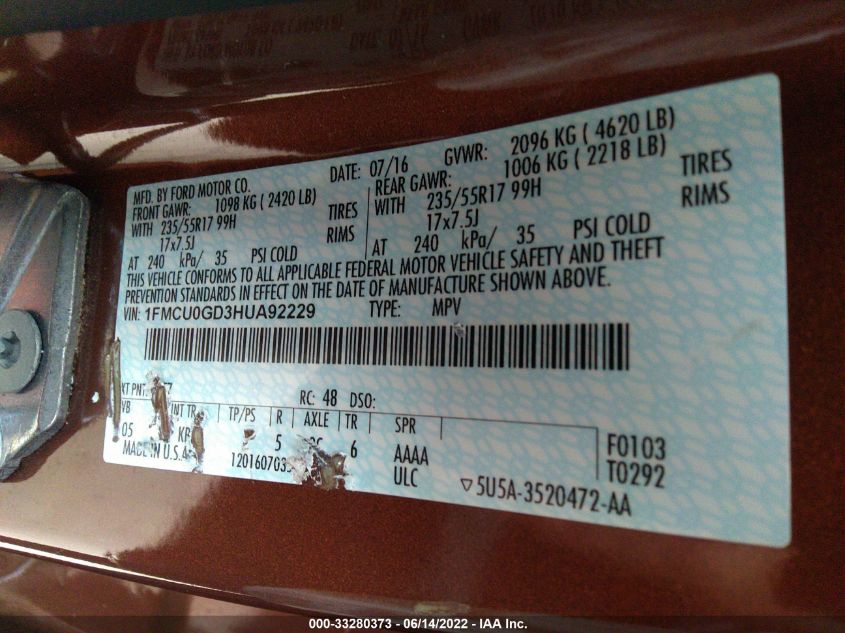 MFD. BY FORD MOTOR CO. DATE: 07/16 GVWR: 2096 KG ( 4620 LB)
FRONT GAWR: 1098 KG ( 2420 LB) REAR GAWR: 1006 KG ( 2218 LB)
WITH 235/55R17 99H TIRES WITH 235/55R17 99H TIRES
17x7.5J RIMS 17x7.5J RIMS
AT 240 kPa/ 35 PSI COLD AT 240 kPa/ 35 PSI COLD
THIS VEHICLE CONFORMS TO ALL APPLICABLE FEDERAL MOTOR VEHICLE SAFETY AND THEFT
PREVENTION STANDARDS IN EFFECT ON THE DATE OF MANUFACTURE SHOWN ABOVE.
VIN: 1FMCU0GD3HUA92229 TYPE: MPV
PNT: RC: 48 DSO:
INT TR TP/PS R AXLE TR SPR
05 5 6 AAAA F0103
MADE IN U.S.A. ULC T0292
▽ 5U5A-3520472-AA
000-33280373 - 06/14/2022 - IAA Inc.